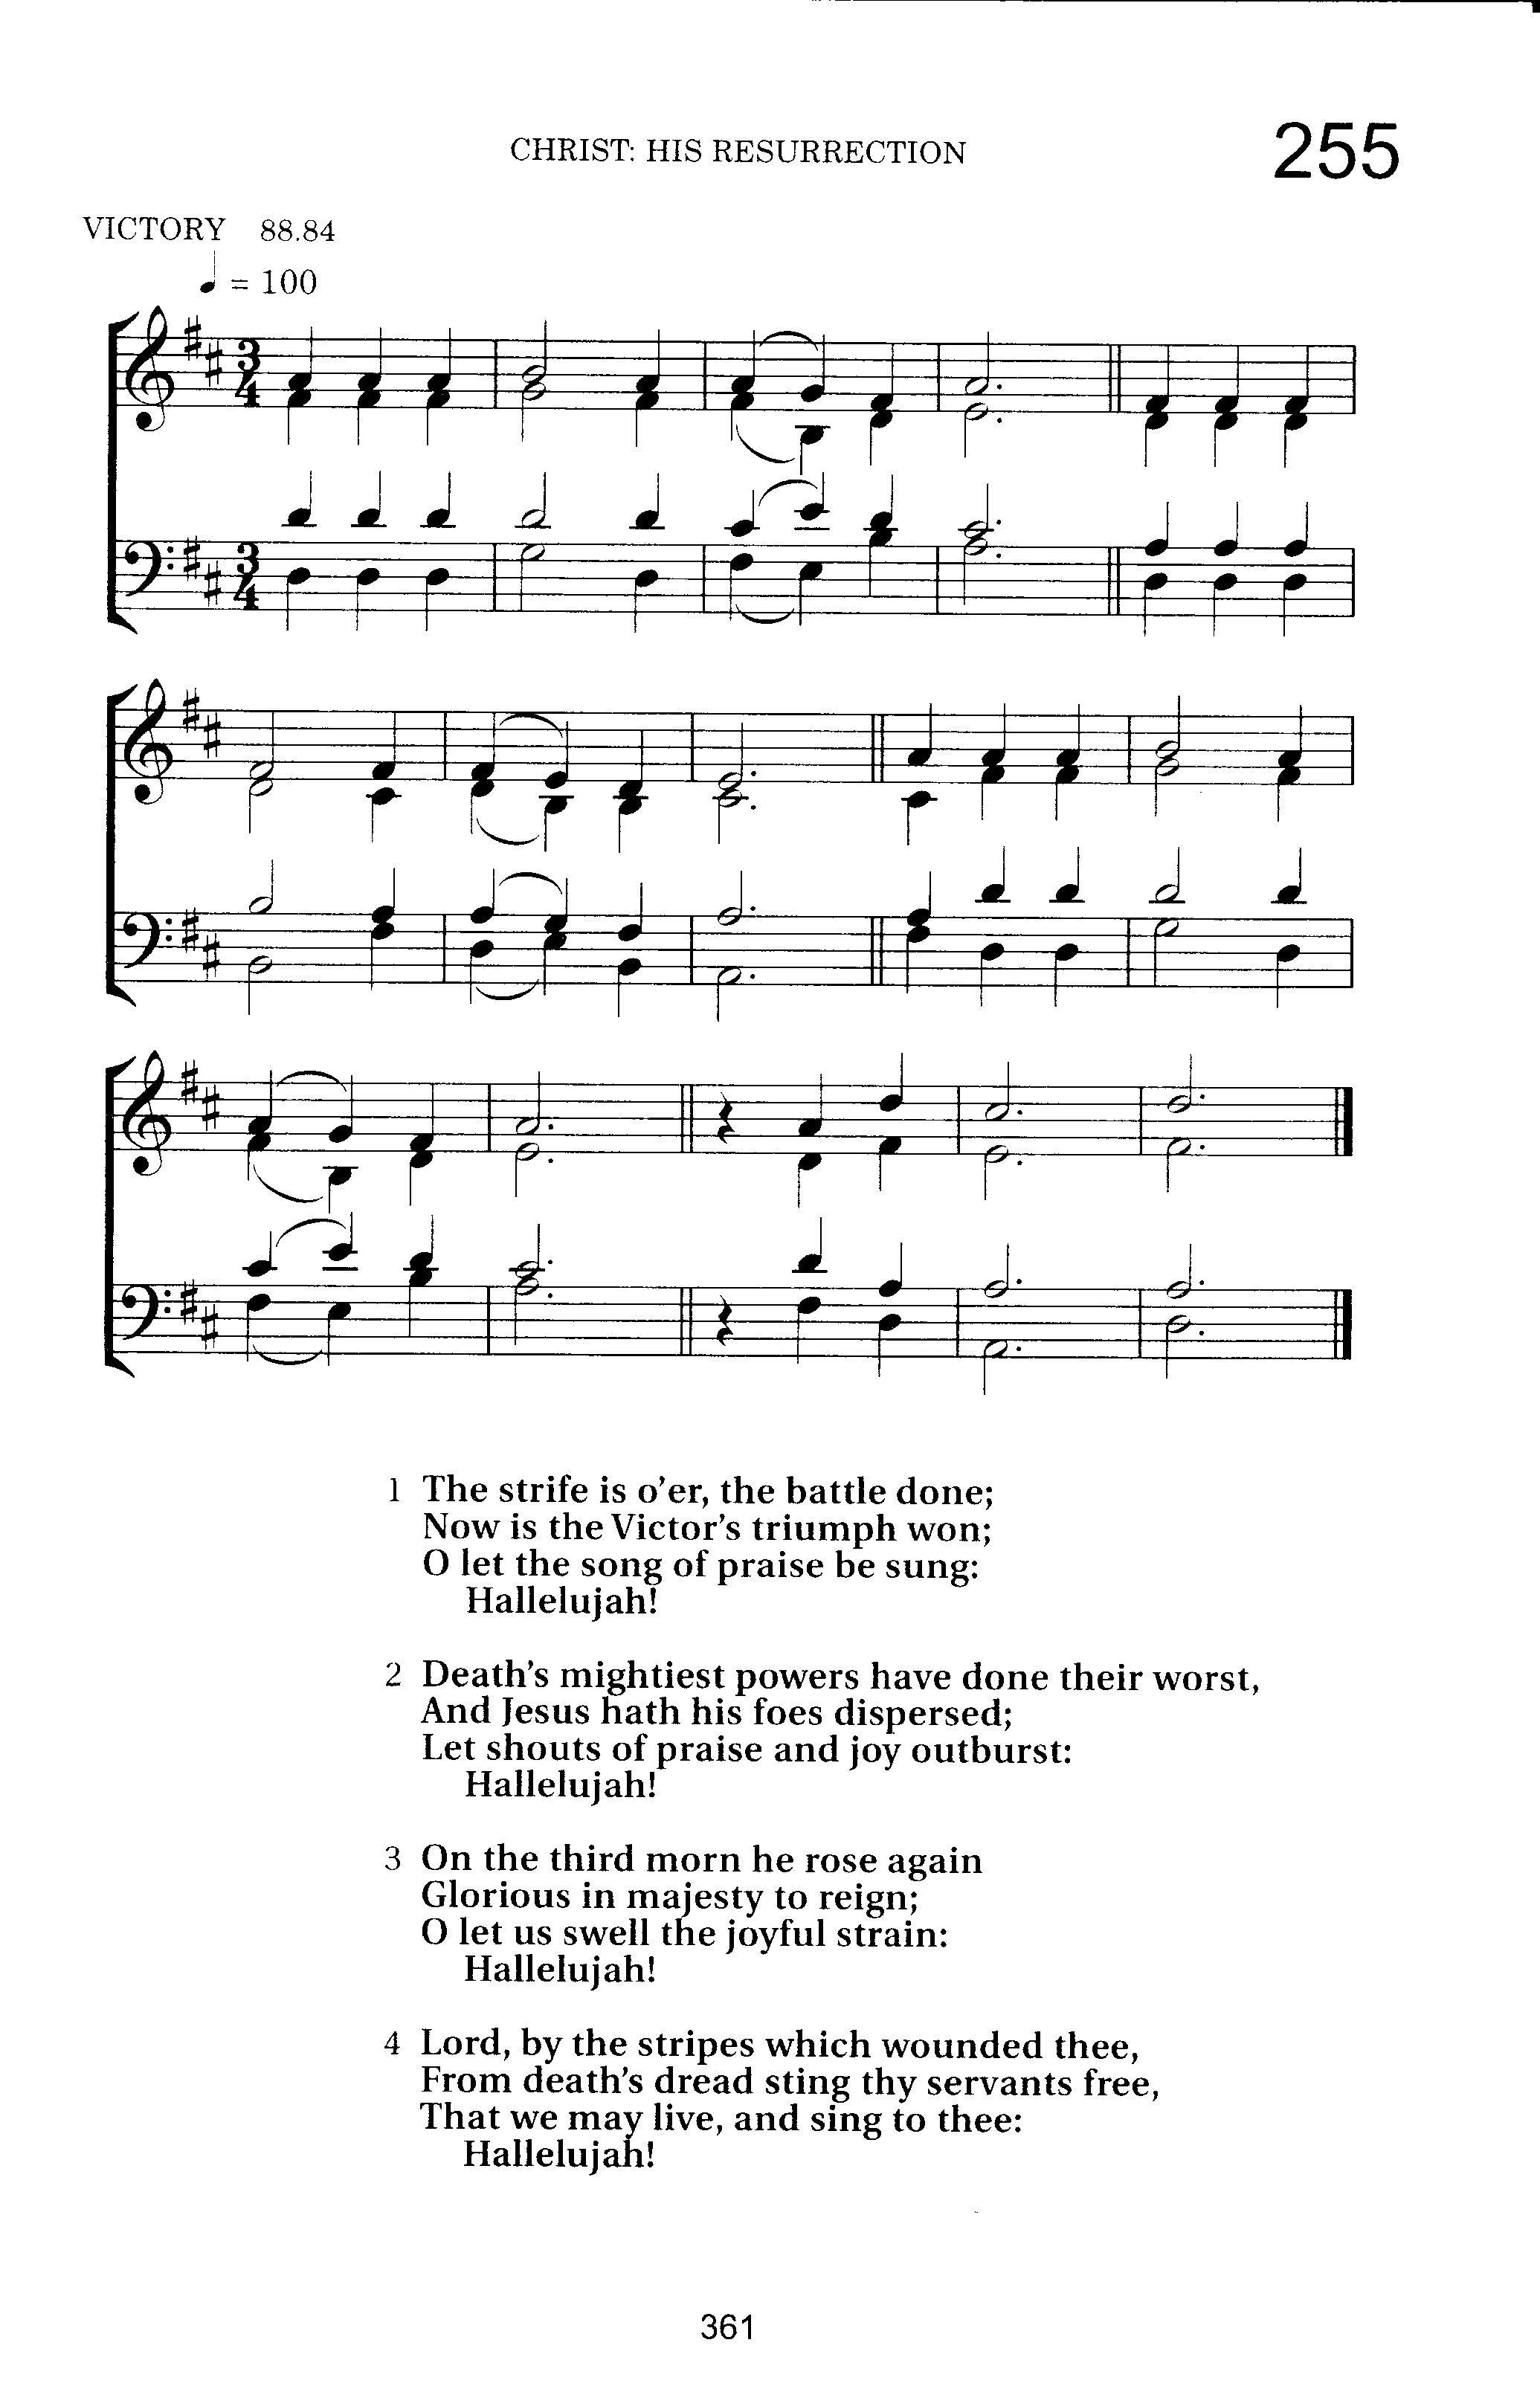 CHRIST: HIS RESURRECTION
255
VICTORY 88.84
♩ = 100
3
4
3
4
1 The strife is o’er, the battle done;
Now is the Victor’s triumph won;
O let the song of praise be sung:
Hallelujah!
2 Death’s mightiest powers have done their worst,
And Jesus hath his foes dispersed;
Let shouts of praise and joy outburst:
Hallelujah!
3 On the third morn he rose again
Glorious in majesty to reign;
O let us swell the joyful strain:
Hallelujah!
4 Lord, by the stripes which wounded thee,
From death’s dread sting thy servants free,
That we may live, and sing to thee:
Hallelujah!
361